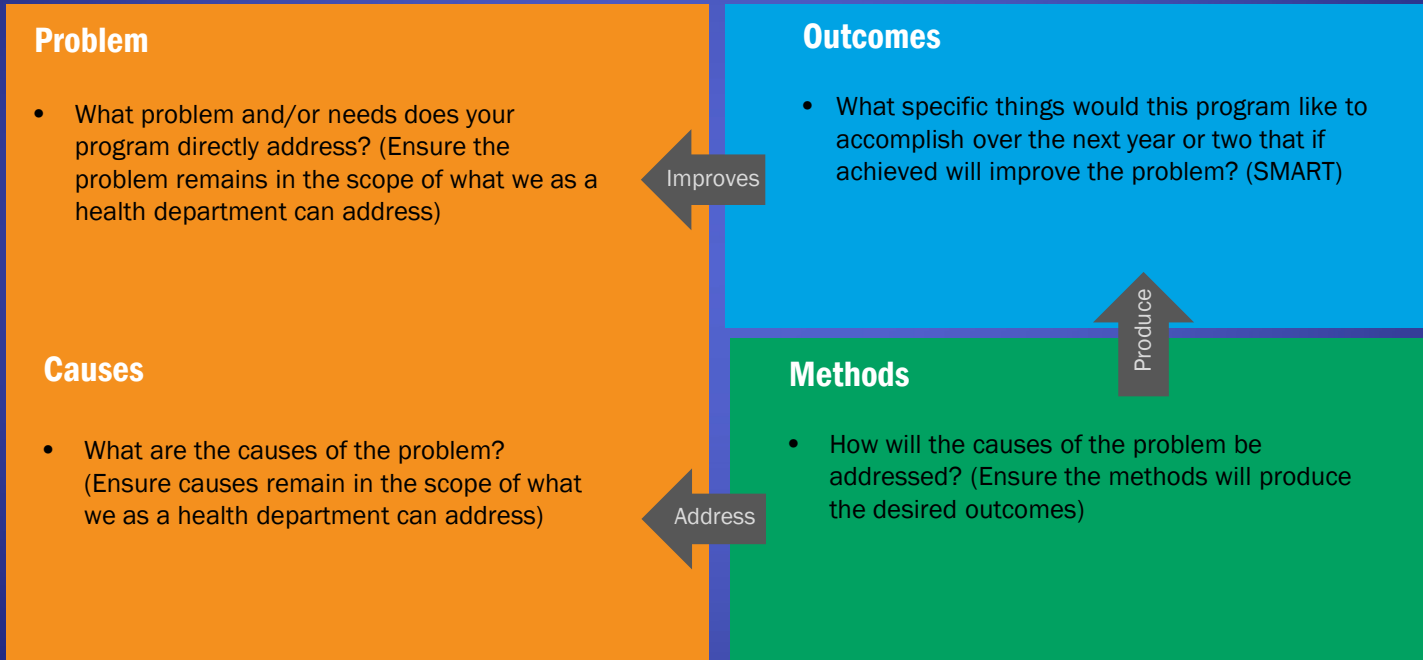 Problem
• What problem and/or needs does your
program directly address? (Ensure the
problem remains in the scope of what we as a
health department can address)
Improves
Outcomes
• What specific things would this program like to
accomplish over the next year or two that if
achieved will improve the problem? (SMART)
Produce
Causes
• What are the causes of the problem?
(Ensure causes remain in the scope of what
we as a health department can address)
Address
Methods
• How will the causes of the problem be
addressed? (Ensure the methods will produce
the desired outcomes)